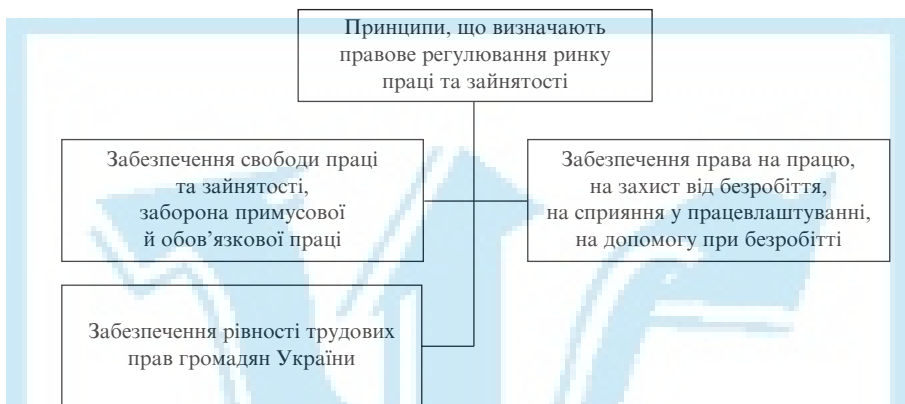 Принципи, що визначають
правове регулювання ринку
праці та зайнятості
Забезпечення свободи праці
та зайнятості,
заборона примусової
й обов’язкової праці
Забезпечення права на працю,
на захист від безробіття,
на сприяння у працевлаштуванні,
на допомогу при безробітті
Забезпечення рівності трудових
прав громадян України